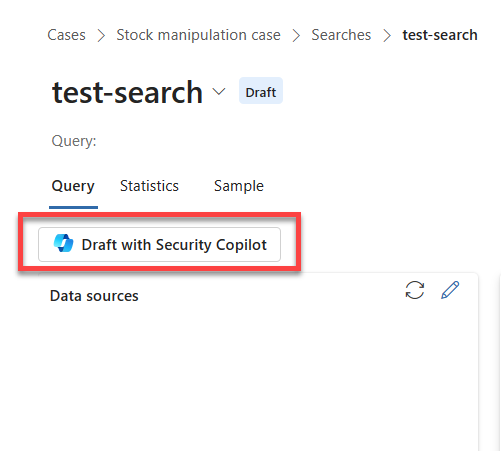 Cases > Stock manipulation case > Searches > test-search
test-search
Draft
Query:
Query Statistics Sample
Draft with Security Copilot
Data sources